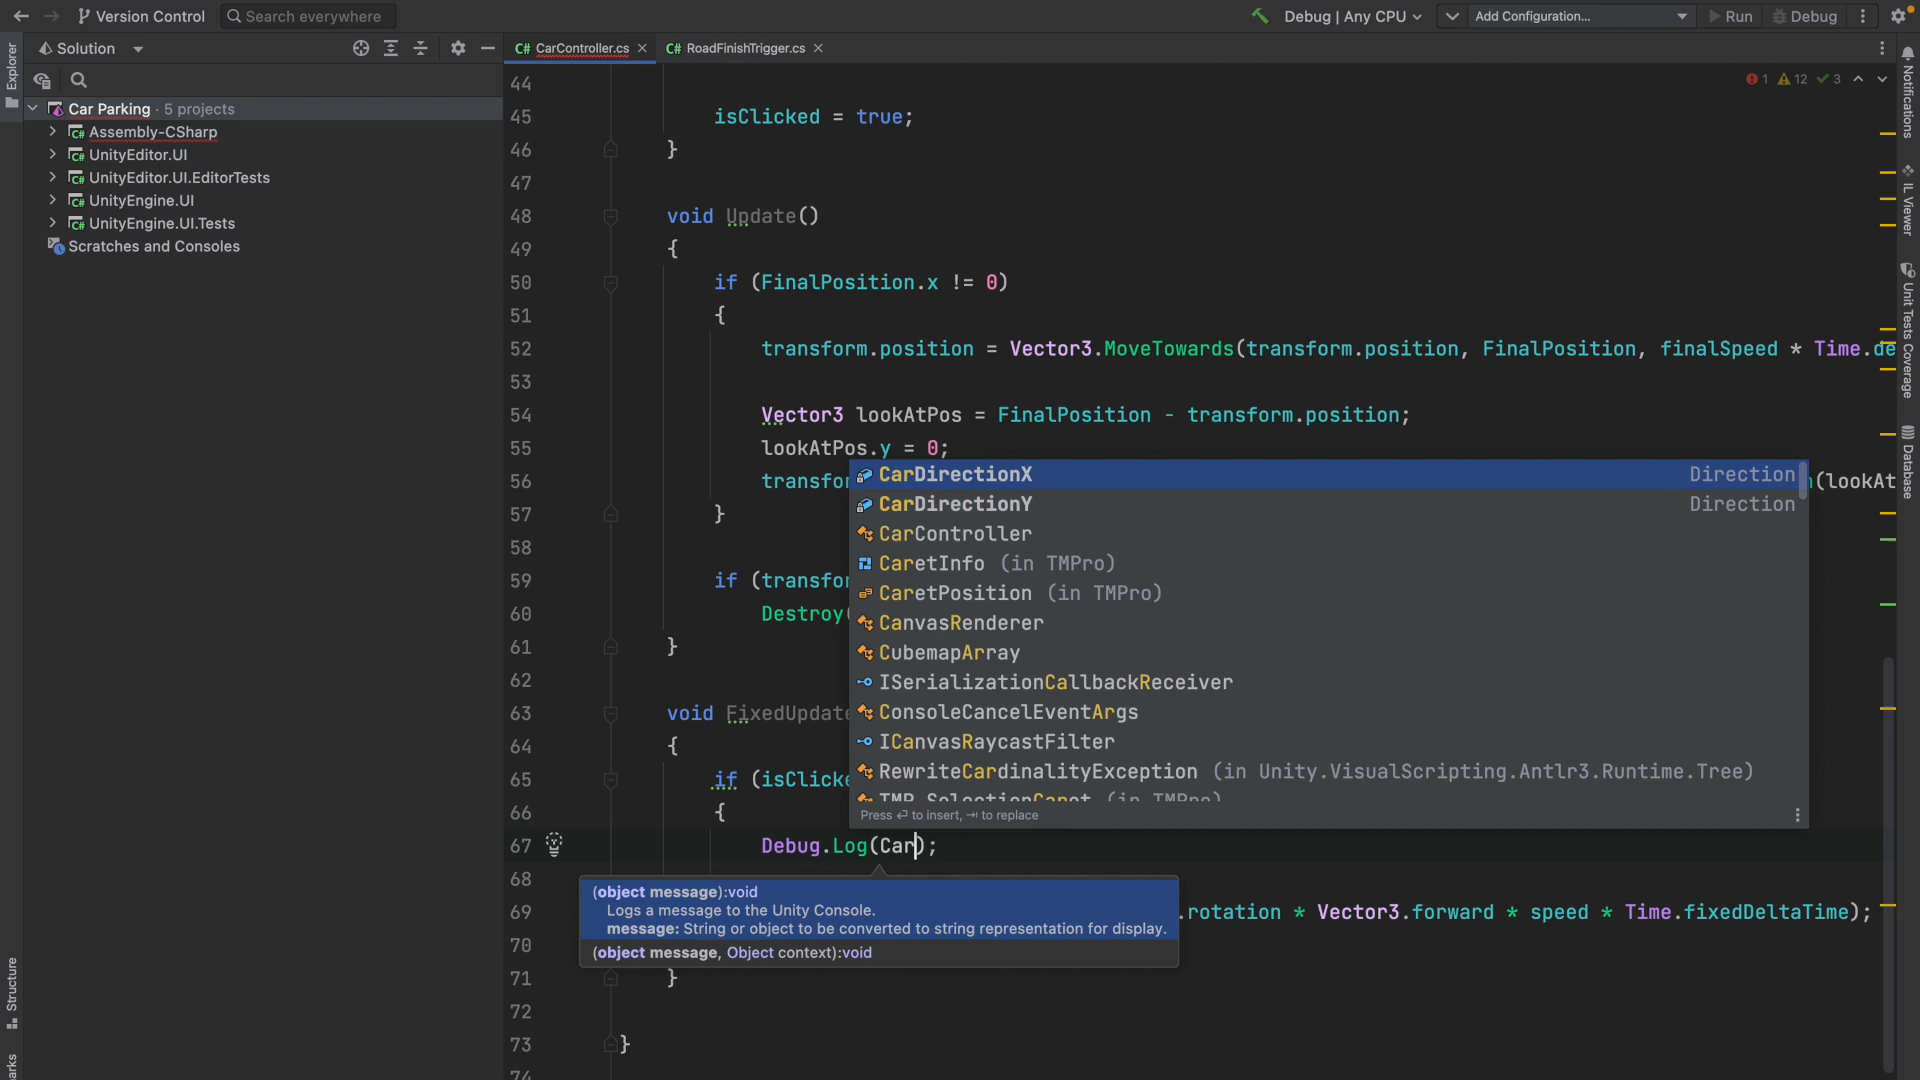 Version Control
Search everywhere
Debug | Any CPU
Add Configuration...
Run
Debug
Explorer
Solution
Car Parking · 5 projects
Assembly-CSharp
UnityEditor.UI
UnityEditor.UI.EditorTests
UnityEngine.UI
UnityEngine.UI.Tests
Scratches and Consoles
Structure
C# CarController.cs
C# RoadFinishTrigger.cs
1 12 3
44
45 isClicked = true;
46 }
47
48 void Update()
49 {
50 if (FinalPosition.x != 0)
51 {
52 transform.position = Vector3.MoveTowards(transform.position, FinalPosition, finalSpeed * Time.de
53
54 Vector3 lookAtPos = FinalPosition - transform.position;
55 lookAtPos.y = 0;
56 transfor
(lookAt
57 }
58
59 if (transfor
60 Destroy(
61 }
62
63 void FixedUpdate
64 {
65 if (isClicke
66 {
67 Debug.Log(Car);
68
69 .rotation * Vector3.forward * speed * Time.fixedDeltaTime);
70
71 }
72
73 }
74
CarDirectionX Direction
CarDirectionY Direction
CarController
CaretInfo (in TMPro)
CaretPosition (in TMPro)
CanvasRenderer
CubemapArray
ISerializationCallbackReceiver
ConsoleCancelEventArgs
ICanvasRaycastFilter
RewriteCardinalityException (in Unity.VisualScripting.Antlr3.Runtime.Tree)
TMP_SelectionCaret (in TMPro)
Press ⏎ to insert, ⇥ to replace
(object message):void
Logs a message to the Unity Console.
message: String or object to be converted to string representation for display.
(object message, Object context):void
Notifications
IL Viewer
Unit Tests Coverage
Database